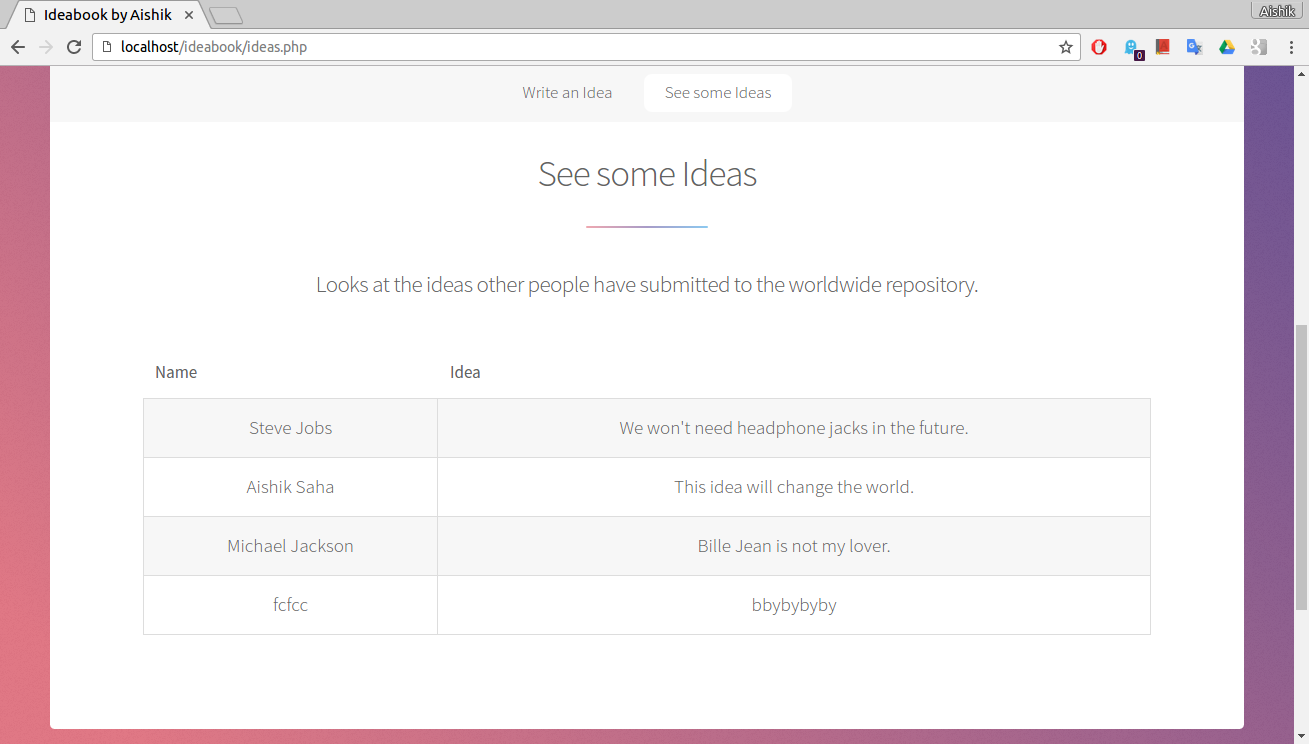 Ideabook by Aishik
Aishik
localhost/ideabook/ideas.php
0
Write an Idea See some Ideas
See some Ideas
Looks at the ideas other people have submitted to the worldwide repository.
Name Idea
Steve Jobs We won't need headphone jacks in the future.
Aishik Saha This idea will change the world.
Michael Jackson Bille Jean is not my lover.
fcfcc bbybybyby